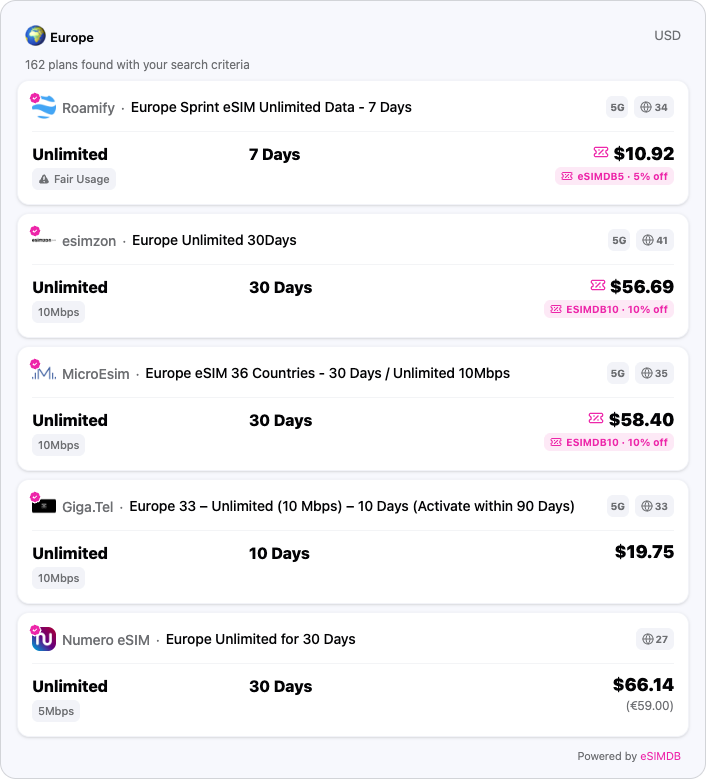 Europe
USD
162 plans found with your search criteria
Roamify · Europe Sprint eSIM Unlimited Data - 7 Days
5G
34
Unlimited
7 Days
$10.92
Fair Usage
eSIMDB5 · 5% off
esimzon
esimzon · Europe Unlimited 30Days
5G
41
Unlimited
30 Days
$56.69
10Mbps
ESIMDB10 · 10% off
MicroEsim · Europe eSIM 36 Countries - 30 Days / Unlimited 10Mbps
5G
35
Unlimited
30 Days
$58.40
10Mbps
ESIMDB10 · 10% off
Giga.Tel · Europe 33 – Unlimited (10 Mbps) – 10 Days (Activate within 90 Days)
5G
33
Unlimited
10 Days
$19.75
10Mbps
Numero eSIM · Europe Unlimited for 30 Days
27
Unlimited
30 Days
$66.14
5Mbps
(€59.00)
Powered by eSIMDB